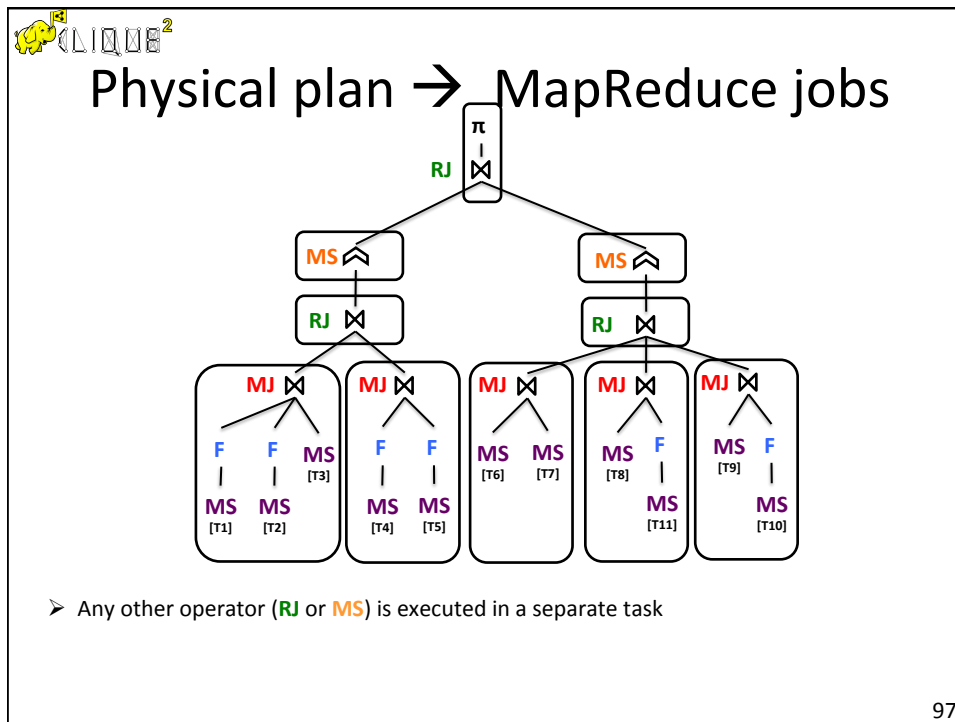 CLIQUE²
Physical plan → MapReduce jobs
π
RJ ⋈
MS MS
RJ ⋈ RJ ⋈
MJ ⋈ MJ ⋈ MJ ⋈ MJ ⋈ MJ ⋈
F F MS F F MS MS MS F MS F
[T3] [T6] [T7] [T8] [T9]
MS MS MS MS MS MS
[T1] [T2] [T4] [T5] [T11] [T10]
➢ Any other operator (RJ or MS) is executed in a separate task
97